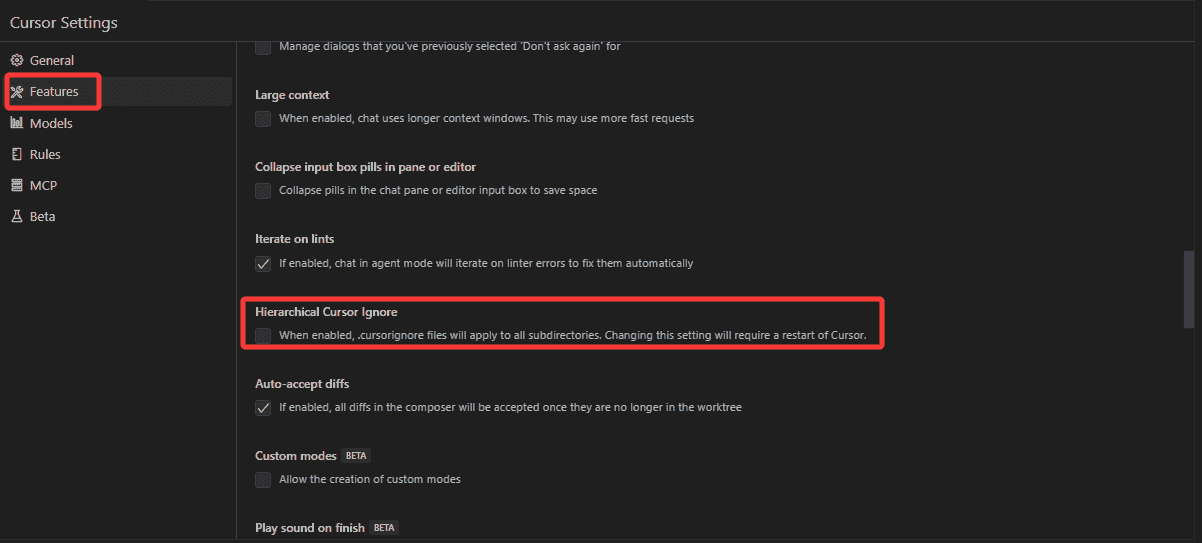 Cursor Settings
General
Features
Models
Rules
MCP
Beta
Manage dialogs that you've previously selected 'Don't ask again' for
Large context
When enabled, chat uses longer context windows. This may use more fast requests
Collapse input box pills in pane or editor
Collapse pills in the chat pane or editor input box to save space
Iterate on lints
If enabled, chat in agent mode will iterate on linter errors to fix them automatically
Hierarchical Cursor Ignore
When enabled, .cursorignore files will apply to all subdirectories. Changing this setting will require a restart of Cursor.
Auto-accept diffs
If enabled, all diffs in the composer will be accepted once they are no longer in the worktree
Custom modes BETA
Allow the creation of custom modes
Play sound on finish BETA